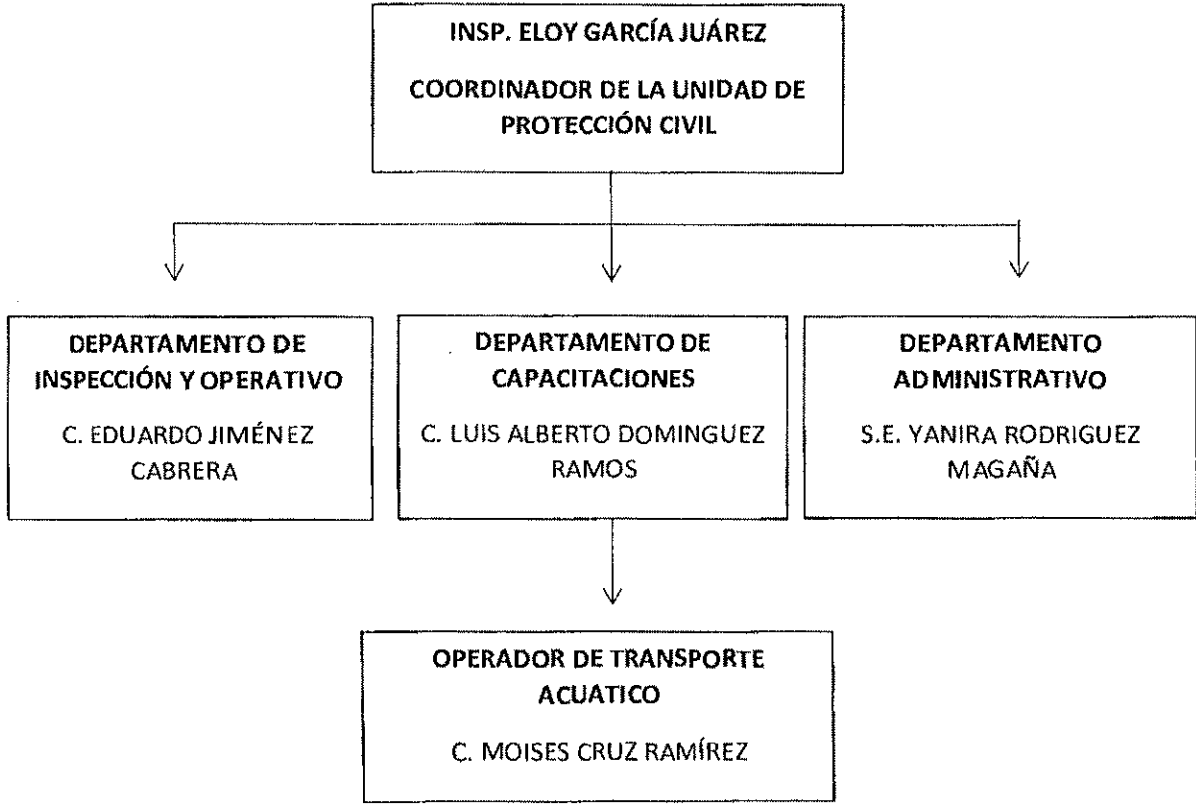 INSP. ELOY GARCÍA JUÁREZ
COORDINADOR DE LA UNIDAD DE
PROTECCIÓN CIVIL
DEPARTAMENTO DE
INSPECCIÓN Y OPERATIVO
C. EDUARDO JIMÉNEZ
CABRERA
DEPARTAMENTO DE
CAPACITACIONES
C. LUIS ALBERTO DOMINGUEZ
RAMOS
DEPARTAMENTO
ADMINISTRATIVO
S.E. YANIRA RODRIGUEZ
MAGAÑA
OPERADOR DE TRANSPORTE
ACUATICO
C. MOISES CRUZ RAMÍREZ